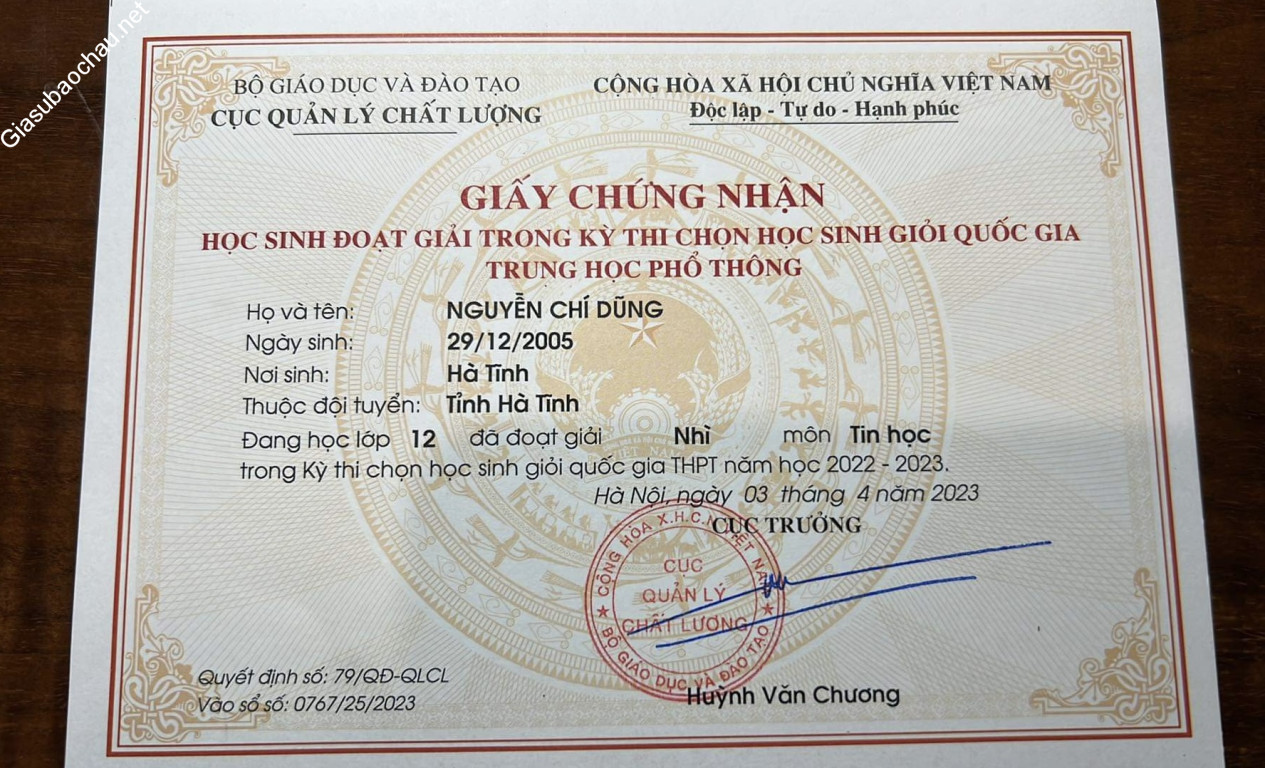 Giasubaochau.net
BỘ GIÁO DỤC VÀ ĐÀO TẠO
CỤC QUẢN LÝ CHẤT LƯỢNG
CỘNG HÒA XÃ HỘI CHỦ NGHĨA VIỆT NAM
Độc lập - Tự do - Hạnh phúc
GIẤY CHỨNG NHẬN
HỌC SINH ĐOẠT GIẢI TRONG KỲ THI CHỌN HỌC SINH GIỎI QUỐC GIA
TRUNG HỌC PHỔ THÔNG
Họ và tên: NGUYỄN CHÍ DŨNG
Ngày sinh: 29/12/2005
Nơi sinh: Hà Tĩnh
Thuộc đội tuyển: Tỉnh Hà Tĩnh
Đang học lớp 12 đã đoạt giải Nhì môn Tin học
trong Kỳ thi chọn học sinh giỏi quốc gia THPT năm học 2022 - 2023.
Hà Nội, ngày 03 tháng 4 năm 2023
CỤC TRƯỞNG
CỘNG HÒA X.H.C.N VIỆT NAM
CỤC
QUẢN LÝ
CHẤT LƯỢNG
★ BỘ GIÁO DỤC VÀ ĐÀO TẠO ★
Huỳnh Văn Chương
Quyết định số: 79/QĐ-QLCL
Vào sổ số: 0767/25/2023